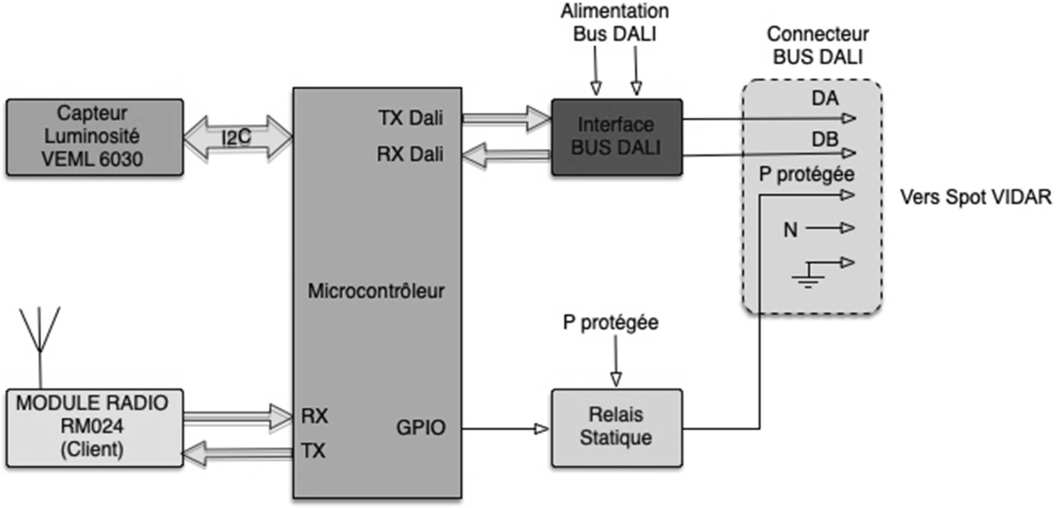 Alimentation
Bus DALI
Connecteur
BUS DALI
Capteur
Luminosité
VEML 6030
I2C
TX Dali
RX Dali
Interface
BUS DALI
DA
DB
P protégée
N
Vers Spot VIDAR
Microcontrôleur
P protégée
MODULE RADIO
RM024
(Client)
RX
TX
GPIO
Relais
Statique